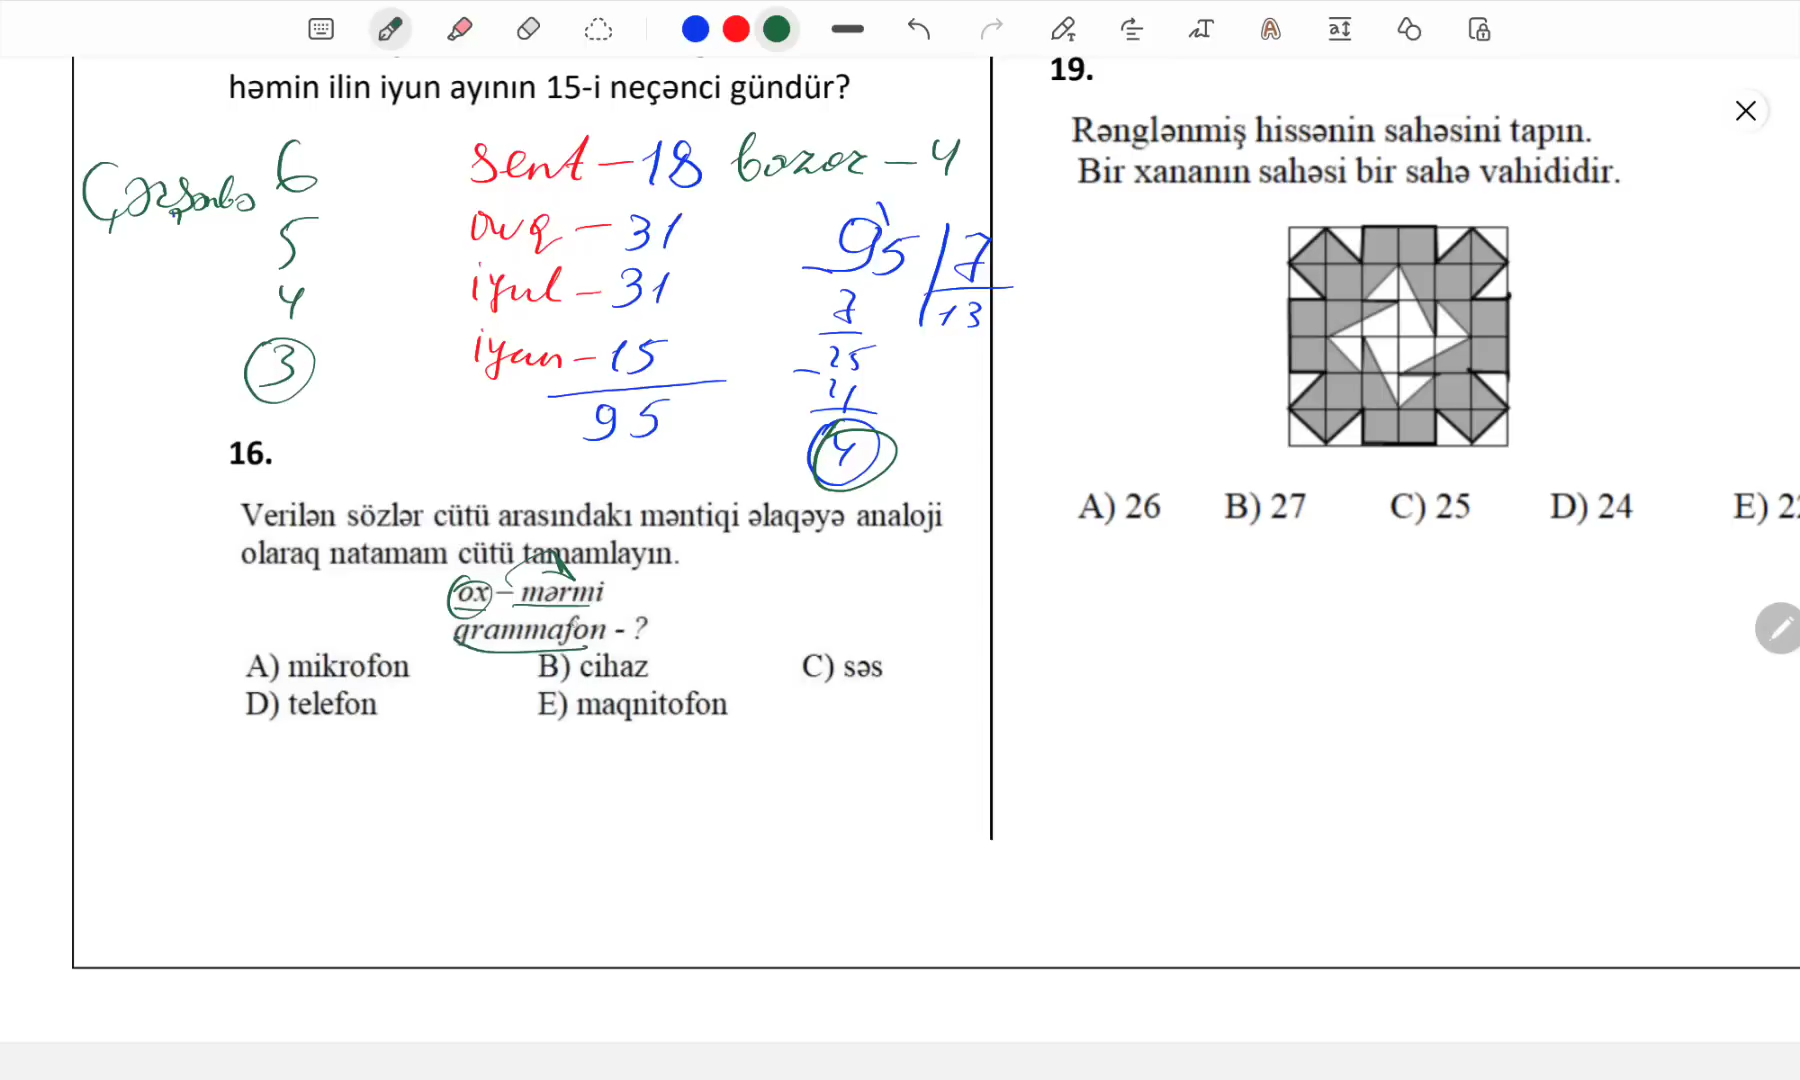 həmin ilin iyun ayının 15-i neçənci gündür?
Çərşənbə
6
5
4
3
sent – 18
avq – 31
iyul – 31
iyun – 15
95
bazar – 4
95 7
7 13
25
21
4
16.
Verilən sözlər cütü arasındakı məntiqi əlaqəyə analoji
olaraq natamam cütü tamamlayın.
ox – mərmi
qrammafon - ?
A) mikrofon B) cihaz C) səs
D) telefon E) maqnitofon
19.
Rənglənmiş hissənin sahəsini tapın.
Bir xananın sahəsi bir sahə vahididir.
A) 26 B) 27 C) 25 D) 24 E)